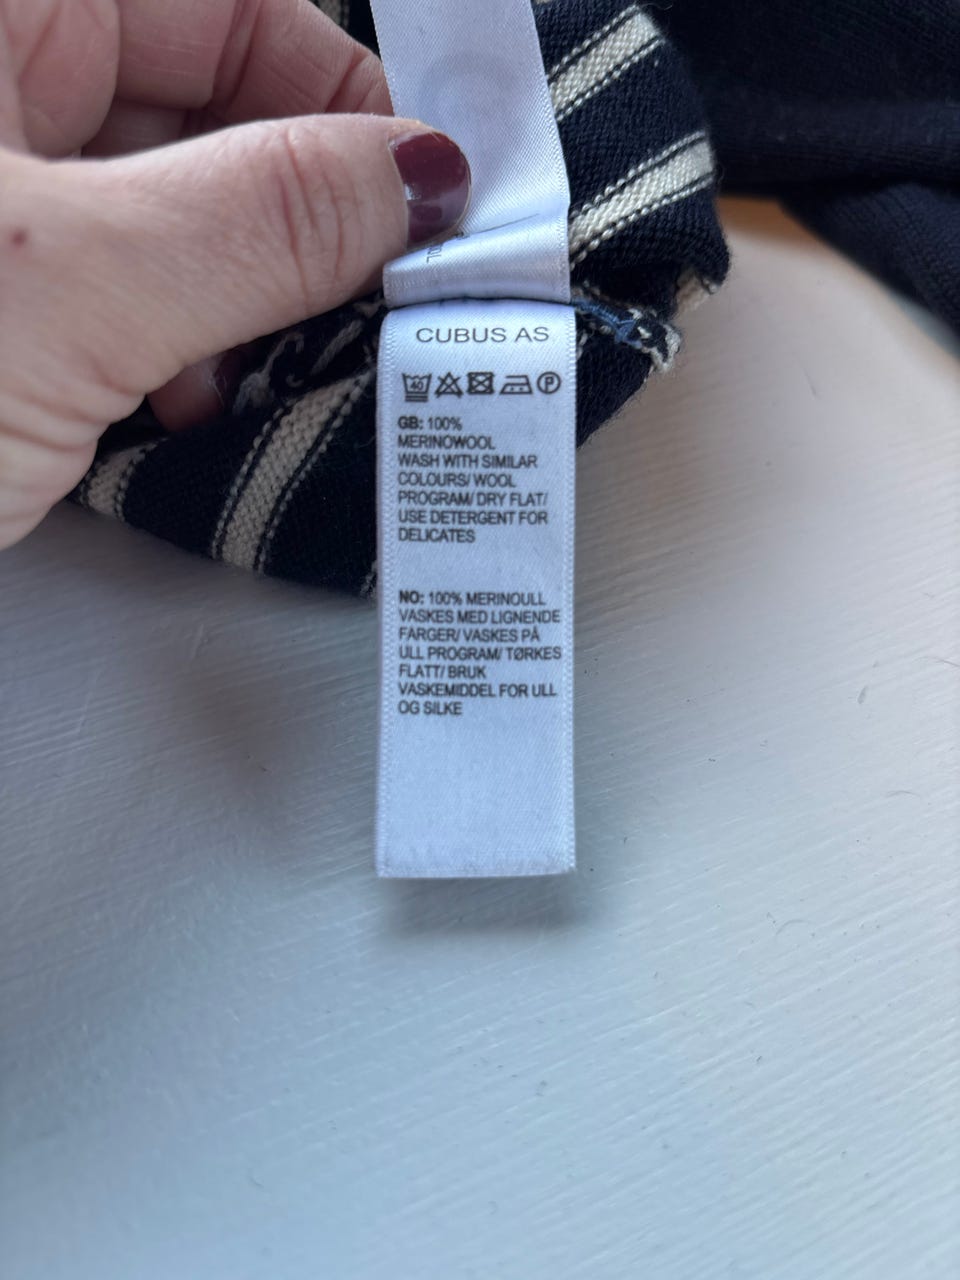 CUBUS AS
40 P
GB: 100%
MERINOWOOL
WASH WITH SIMILAR
COLOURS/ WOOL
PROGRAM/ DRY FLAT/
USE DETERGENT FOR
DELICATES
NO: 100% MERINOULL
VASKES MED LIGNENDE
FARGER/ VASKES PÅ
ULL PROGRAM/ TØRKES
FLATT/ BRUK
VASKEMIDDEL FOR ULL
OG SILKE